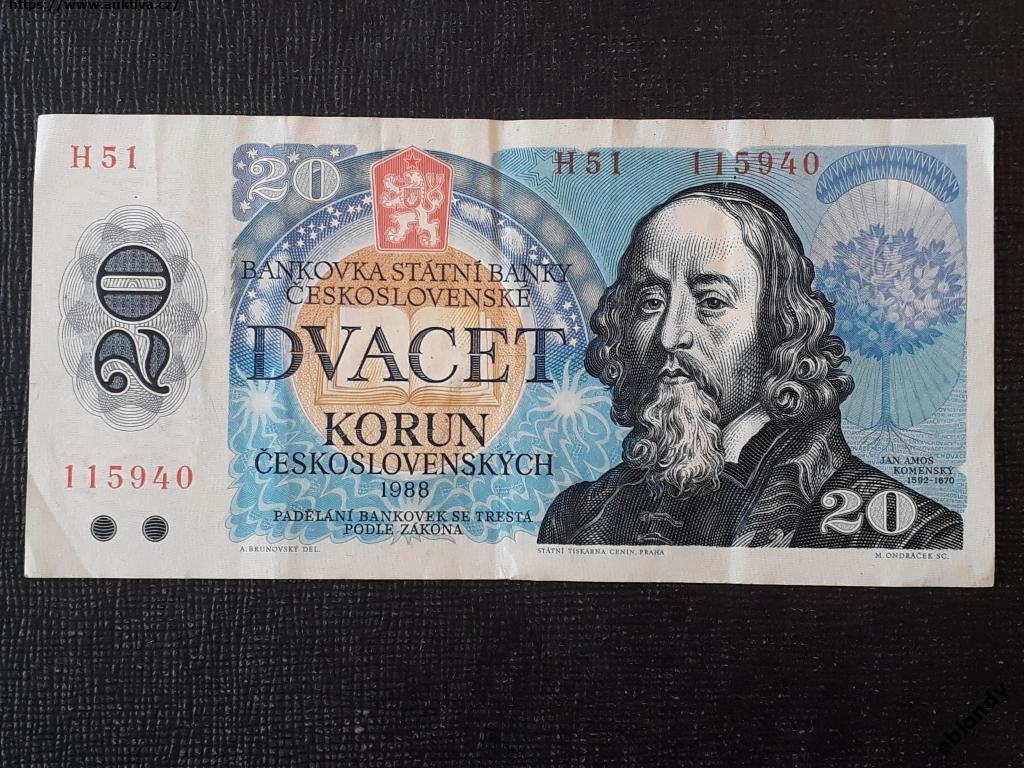 https://www.auktiva.cz/
H51
20
H51 115940
BANKOVKA STÁTNÍ BANKY
ČESKOSLOVENSKÉ
20
DVACET
KORUN
ČESKOSLOVENSKÝCH
1988
115940
JAN AMOS
KOMENSKÝ
1592-1670
20
PADĚLÁNÍ BANKOVEK SE TRESTÁ
PODLE ZÁKONA
A. BRUNOVSKÝ DEL.
STÁTNÍ TISKÁRNA CENIN, PRAHA
M. ONDRÁČEK SC.
eblondy